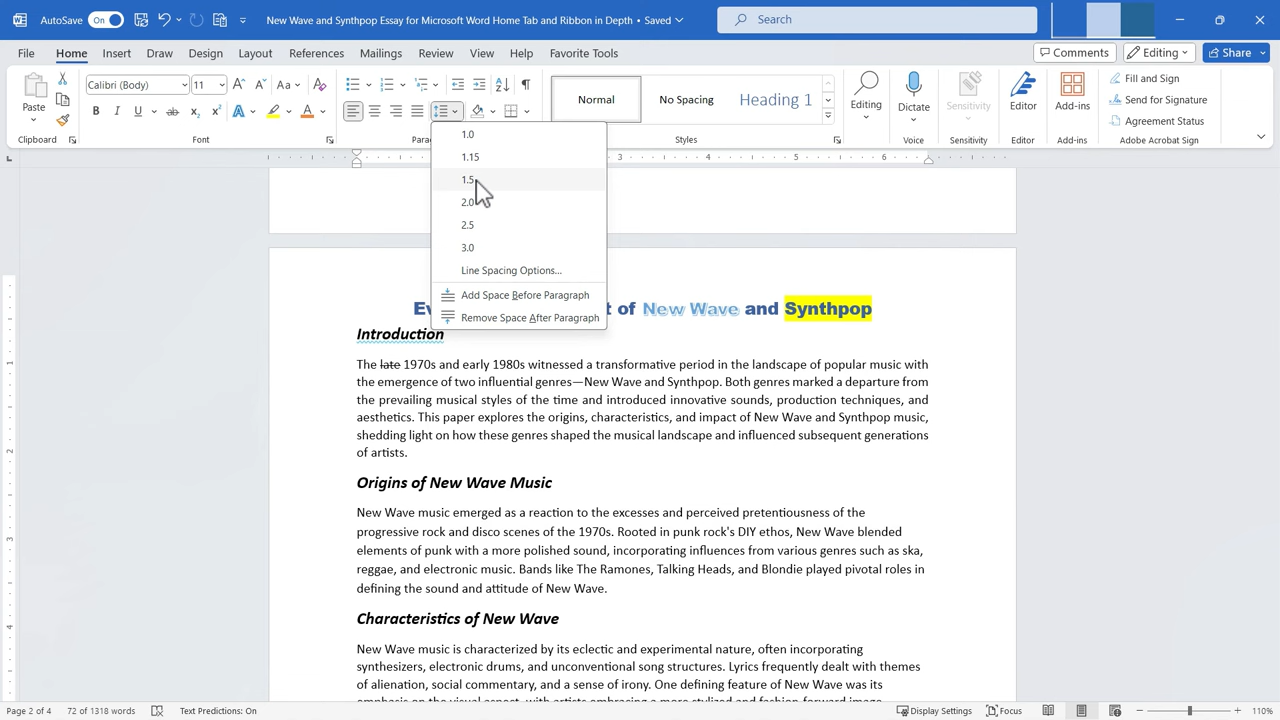 AutoSave On New Wave and Synthpop Essay for Microsoft Word Home Tab and Ribbon in Depth • Saved Search
File Home Insert Draw Design Layout References Mailings Review View Help Favorite Tools Comments Editing Share
Calibri (Body) 11 Aa Normal No Spacing Heading 1 Fill and Sign
Send for Signature
Agreement Status
Paste B I U A A Editing Dictate Sensitivity Editor Add-ins
Clipboard Font Styles Voice Sensitivity Editor Add-ins Adobe Acrobat
3 4 5 6 7
1.0
1.15
1.5
2.0
2.5
3.0
Line Spacing Options...
Add Space Before Paragraph
Remove Space After Paragraph
t of New Wave and Synthpop
Introduction
The late 1970s and early 1980s witnessed a transformative period in the landscape of popular music with
the emergence of two influential genres—New Wave and Synthpop. Both genres marked a departure from
the prevailing musical styles of the time and introduced innovative sounds, production techniques, and
aesthetics. This paper explores the origins, characteristics, and impact of New Wave and Synthpop music,
shedding light on how these genres shaped the musical landscape and influenced subsequent generations
of artists.
Origins of New Wave Music
New Wave music emerged as a reaction to the excesses and perceived pretentiousness of the
progressive rock and disco scenes of the 1970s. Rooted in punk rock's DIY ethos, New Wave blended
elements of punk with a more polished sound, incorporating influences from various genres such as ska,
reggae, and electronic music. Bands like The Ramones, Talking Heads, and Blondie played pivotal roles in
defining the sound and attitude of New Wave.
Characteristics of New Wave
New Wave music is characterized by its eclectic and experimental nature, often incorporating
synthesizers, electronic drums, and unconventional song structures. Lyrics frequently dealt with themes
of alienation, social commentary, and a sense of irony. One defining feature of New Wave was its
Page 2 of 4 72 of 1318 words Text Predictions: On Display Settings Focus 110%